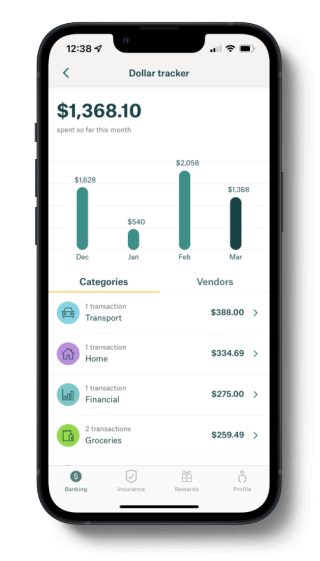 12:38
Dollar tracker
$1,368.10
spent so far this month
$2,058
$1,628
$1,368
$540
Dec Jan Feb Mar
Categories Vendors
1 transaction
Transport $388.00
1 transaction
Home $334.69
1 transaction
Financial $275.00
2 transactions
Groceries $259.49
$
Banking Insurance Rewards Profile